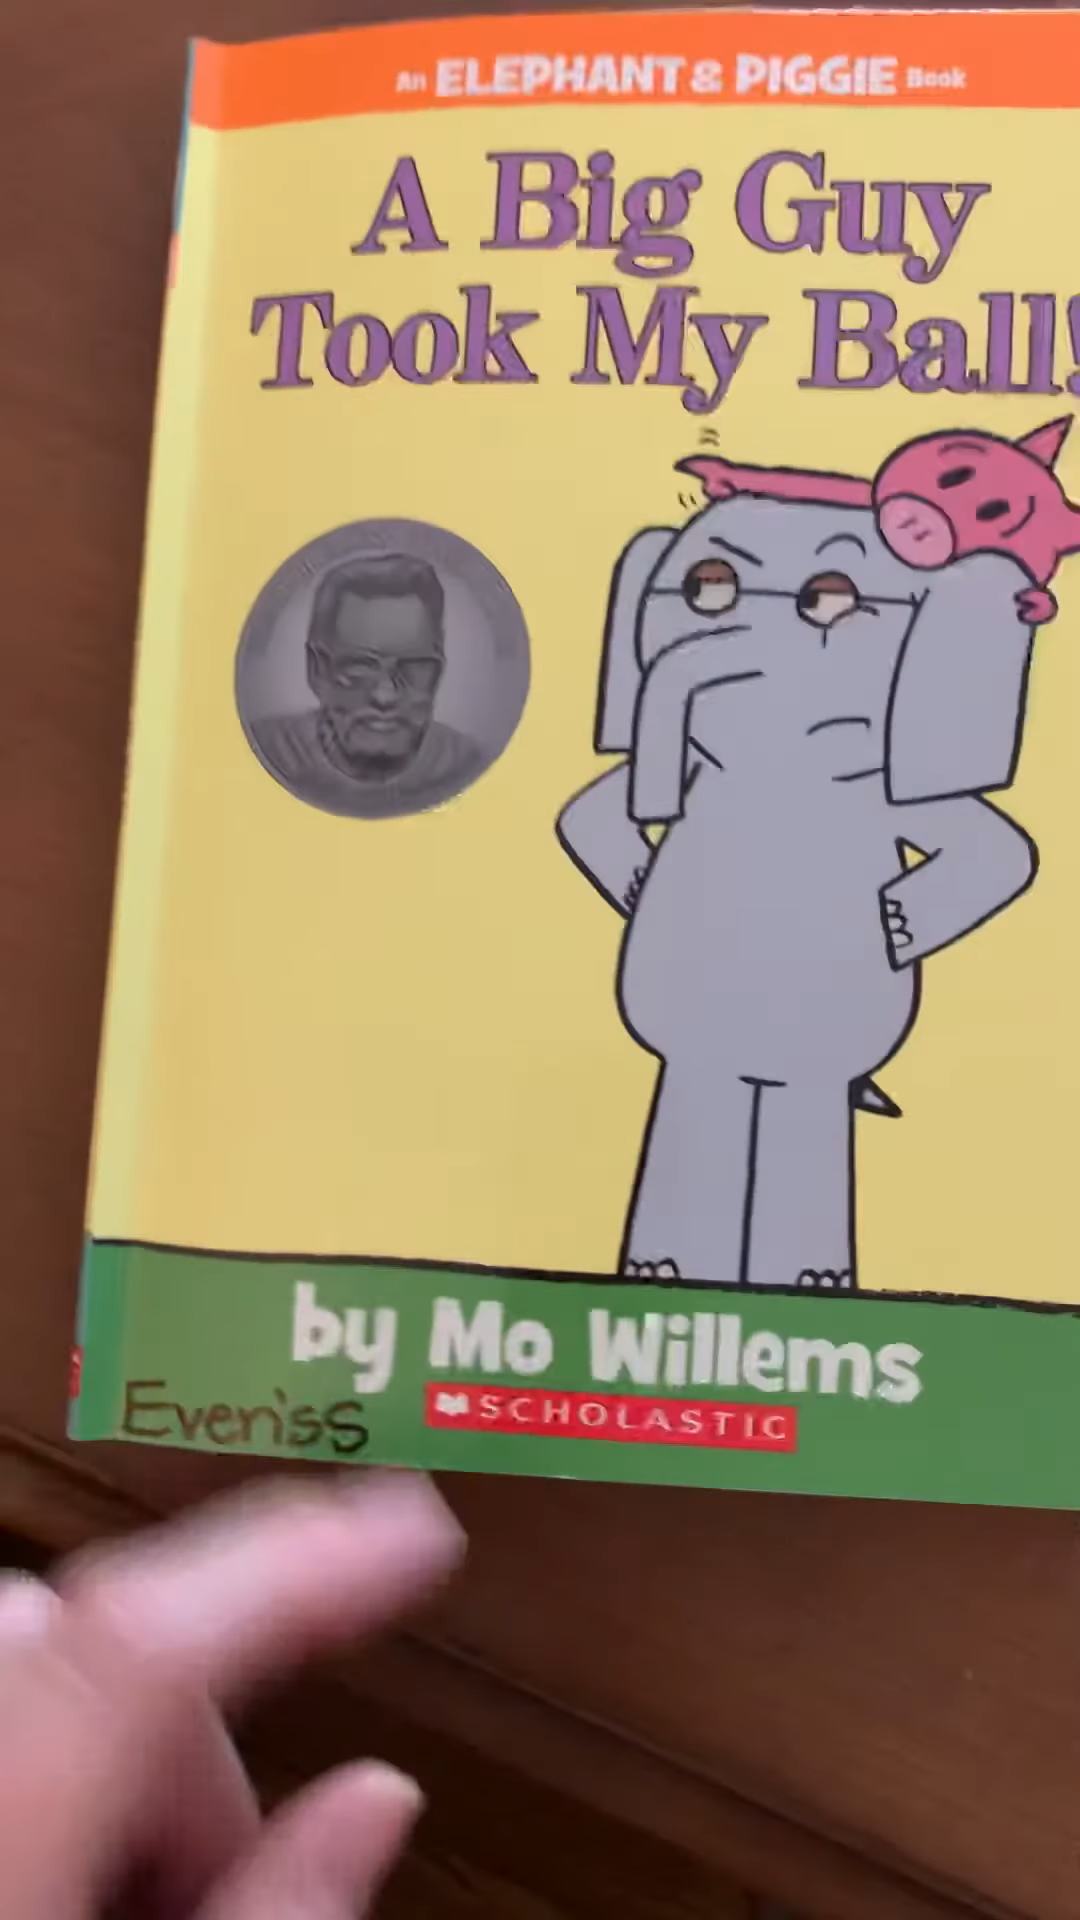 An ELEPHANT & PIGGIE Book
A Big Guy
Took My Ball!
by Mo Willems
SCHOLASTIC
Eveniss